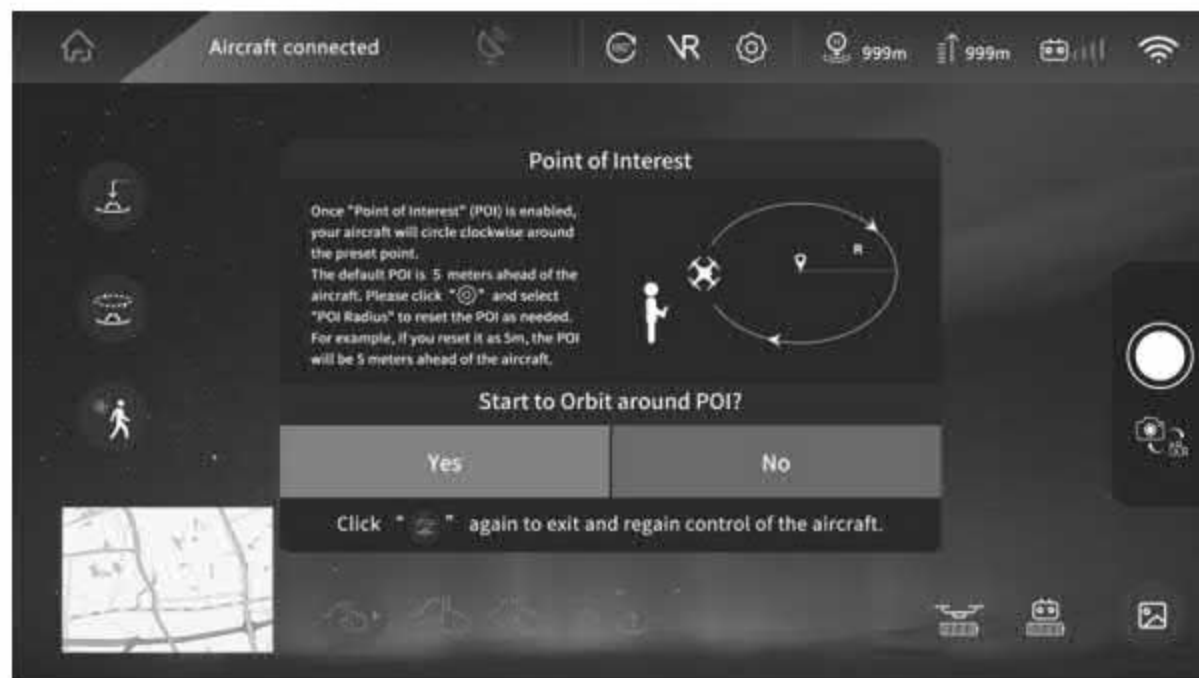 Aircraft connected
VR
999m
999m
Point of Interest
Once "Point of Interest" (POI) is enabled,
your aircraft will circle clockwise around
the preset point.
The default POI is 5 meters ahead of the
aircraft. Please click "" and select
"POI Radius" to reset the POI as needed.
For example, if you reset it as 5m, the POI
will be 5 meters ahead of the aircraft.
R
Start to Orbit around POI?
Yes
No
Click "" again to exit and regain control of the aircraft.